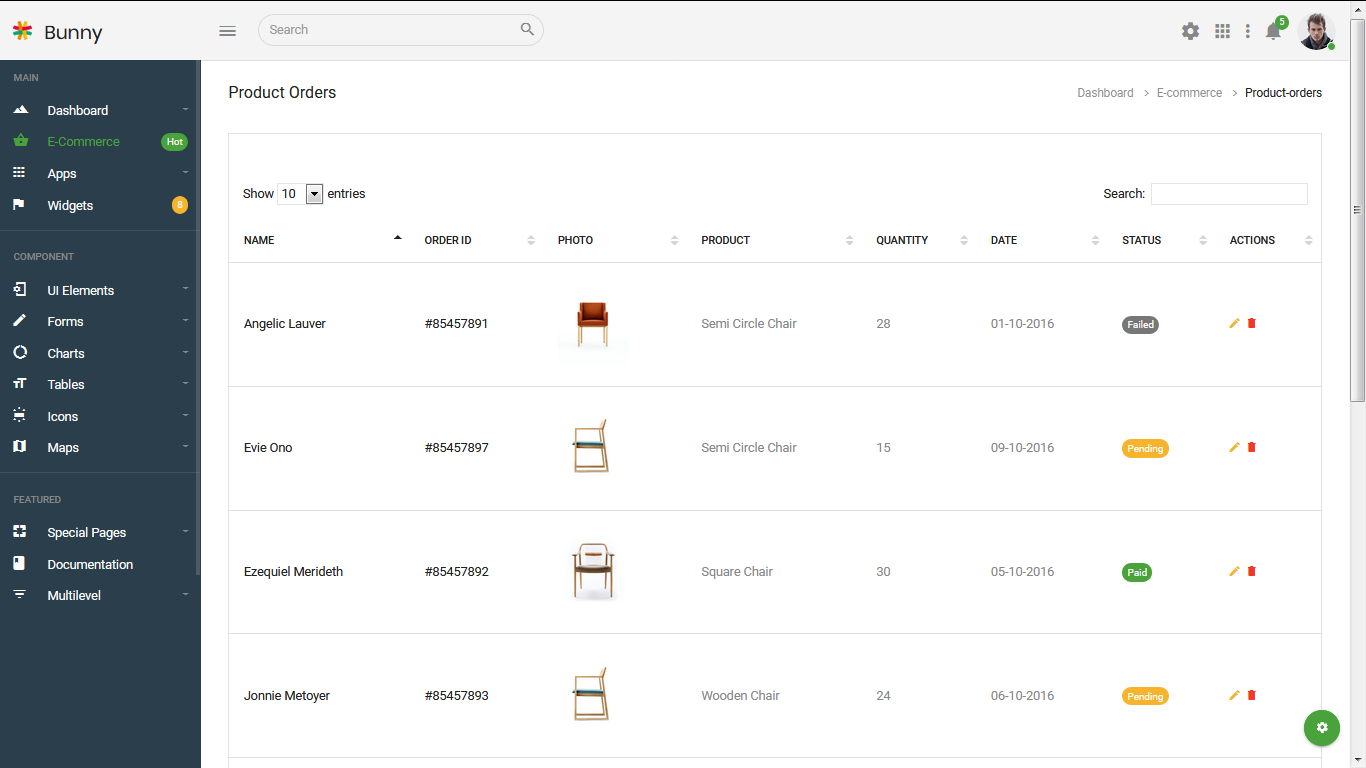 Bunny
Search
5
MAIN
Dashboard
E-Commerce Hot
Apps
Widgets 8
COMPONENT
UI Elements
Forms
Charts
Tables
Icons
Maps
FEATURED
Special Pages
Documentation
Multilevel
Product Orders
Dashboard > E-commerce > Product-orders
Show 10 entries
Search:
NAME ORDER ID PHOTO PRODUCT QUANTITY DATE STATUS ACTIONS
Angelic Lauver #85457891 Semi Circle Chair 28 01-10-2016 Failed
Evie Ono #85457897 Semi Circle Chair 15 09-10-2016 Pending
Ezequiel Merideth #85457892 Square Chair 30 05-10-2016 Paid
Jonnie Metoyer #85457893 Wooden Chair 24 06-10-2016 Pending